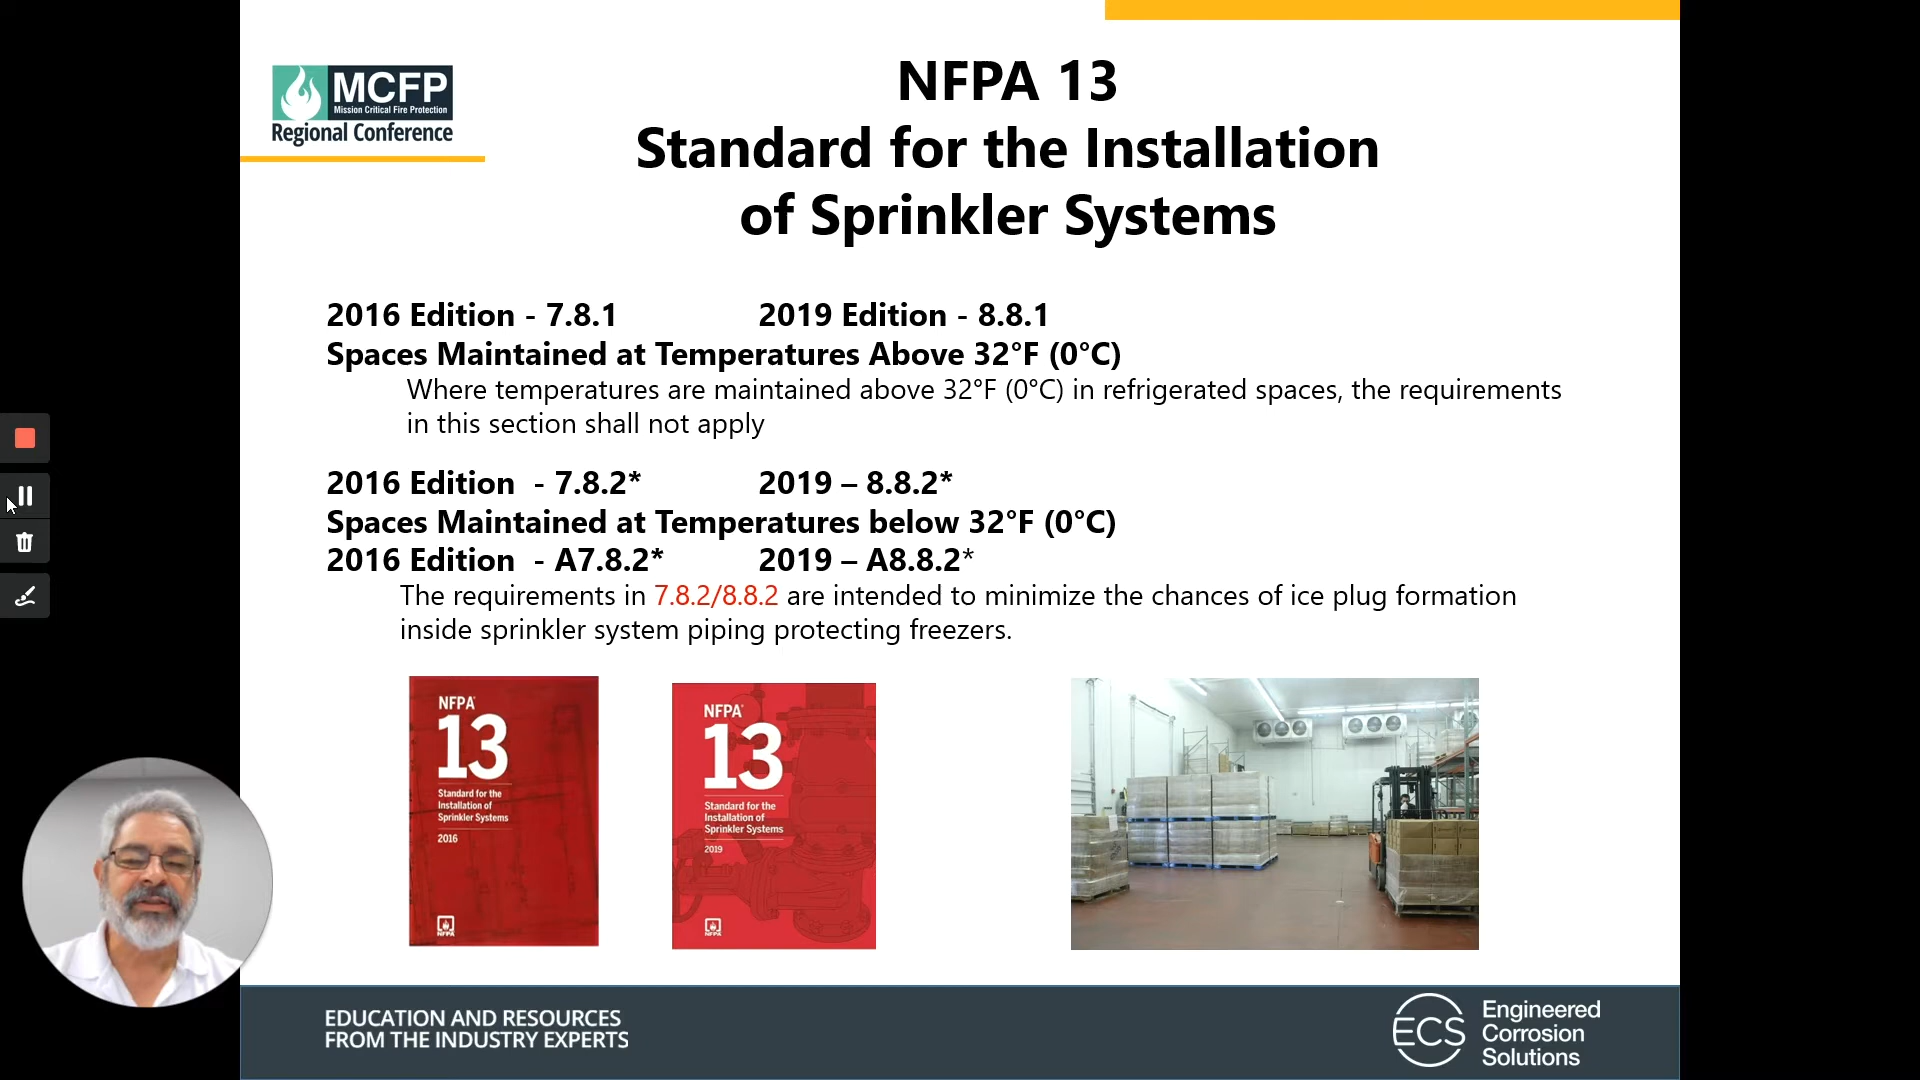 MCFP
Mission Critical Fire Protection
Regional Conference
NFPA 13
Standard for the Installation
of Sprinkler Systems
2016 Edition - 7.8.1 2019 Edition - 8.8.1
Spaces Maintained at Temperatures Above 32°F (0°C)
Where temperatures are maintained above 32°F (0°C) in refrigerated spaces, the requirements
in this section shall not apply
2016 Edition - 7.8.2* 2019 – 8.8.2*
Spaces Maintained at Temperatures below 32°F (0°C)
2016 Edition - A7.8.2* 2019 – A8.8.2*
The requirements in 7.8.2/8.8.2 are intended to minimize the chances of ice plug formation
inside sprinkler system piping protecting freezers.
NFPA®
13
Standard for the
Installation of
Sprinkler Systems
2016
NFPA
NFPA®
13
Standard for the
Installation of
Sprinkler Systems
2019
NFPA
EDUCATION AND RESOURCES
FROM THE INDUSTRY EXPERTS
ECS
Engineered
Corrosion
Solutions